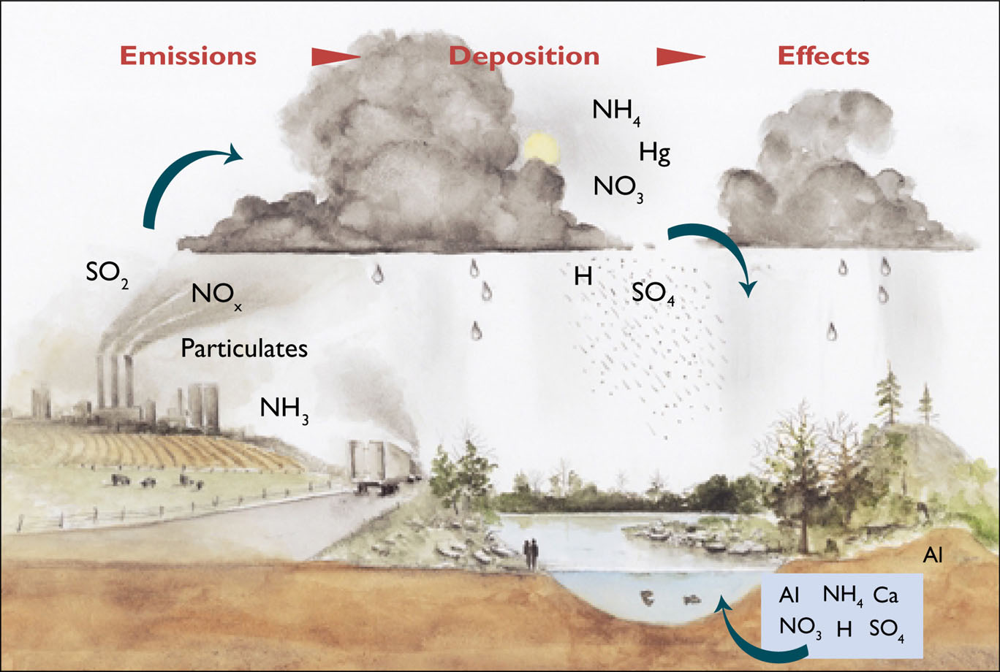 Emissions Deposition Effects
NH₄
Hg
NO₃
SO₂
NOₓ
Particulates
NH₃
H
SO₄
Al
Al NH₄ Ca
NO₃ H SO₄